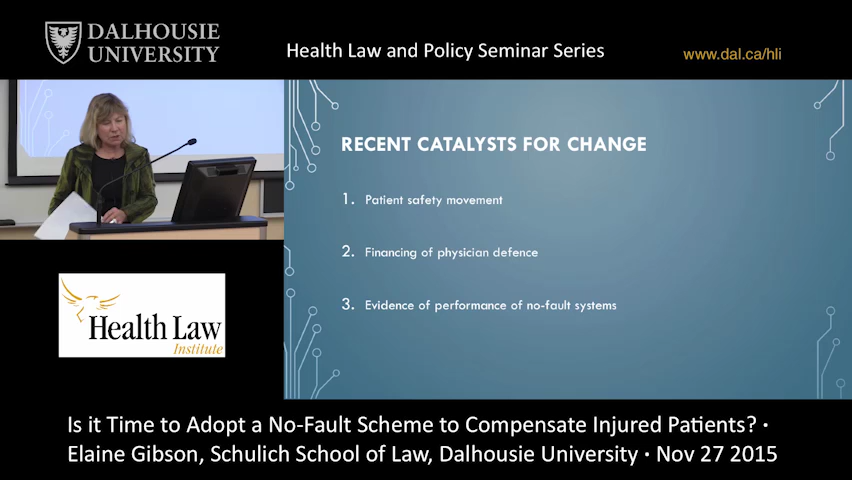 DALHOUSIE
UNIVERSITY
Health Law and Policy Seminar Series
www.dal.ca/hli
RECENT CATALYSTS FOR CHANGE
1. Patient safety movement
2. Financing of physician defence
3. Evidence of performance of no-fault systems
Health Law
Institute
Is it Time to Adopt a No-Fault Scheme to Compensate Injured Patients? ·
Elaine Gibson, Schulich School of Law, Dalhousie University · Nov 27 2015